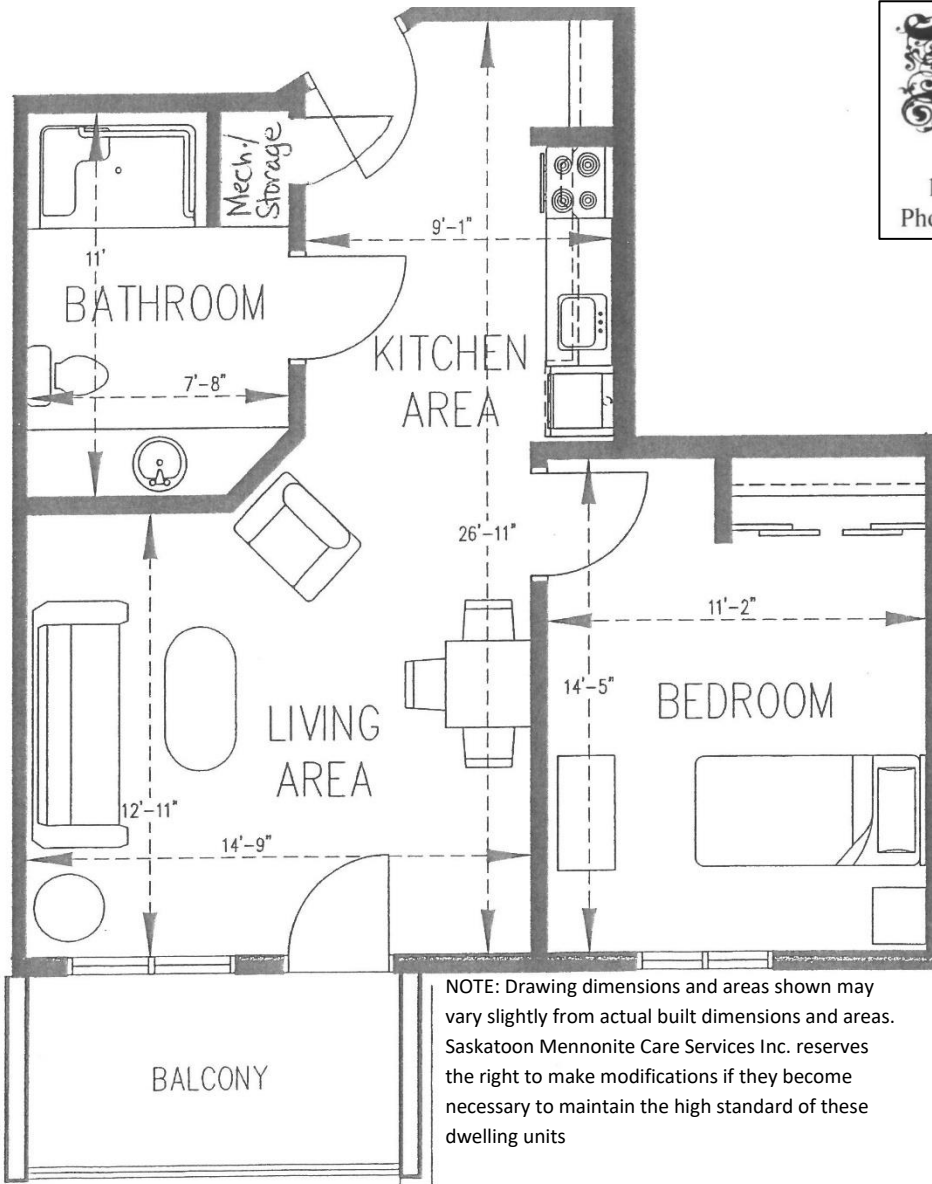 Pho
Mech./
Storage
9'-1"
11'
BATHROOM
KITCHEN
AREA
7'-8"
26'-11"
11'-2"
14'-5"
BEDROOM
LIVING
AREA
12'-11"
14'-9"
NOTE: Drawing dimensions and areas shown may
vary slightly from actual built dimensions and areas.
Saskatoon Mennonite Care Services Inc. reserves
the right to make modifications if they become
necessary to maintain the high standard of these
dwelling units
BALCONY